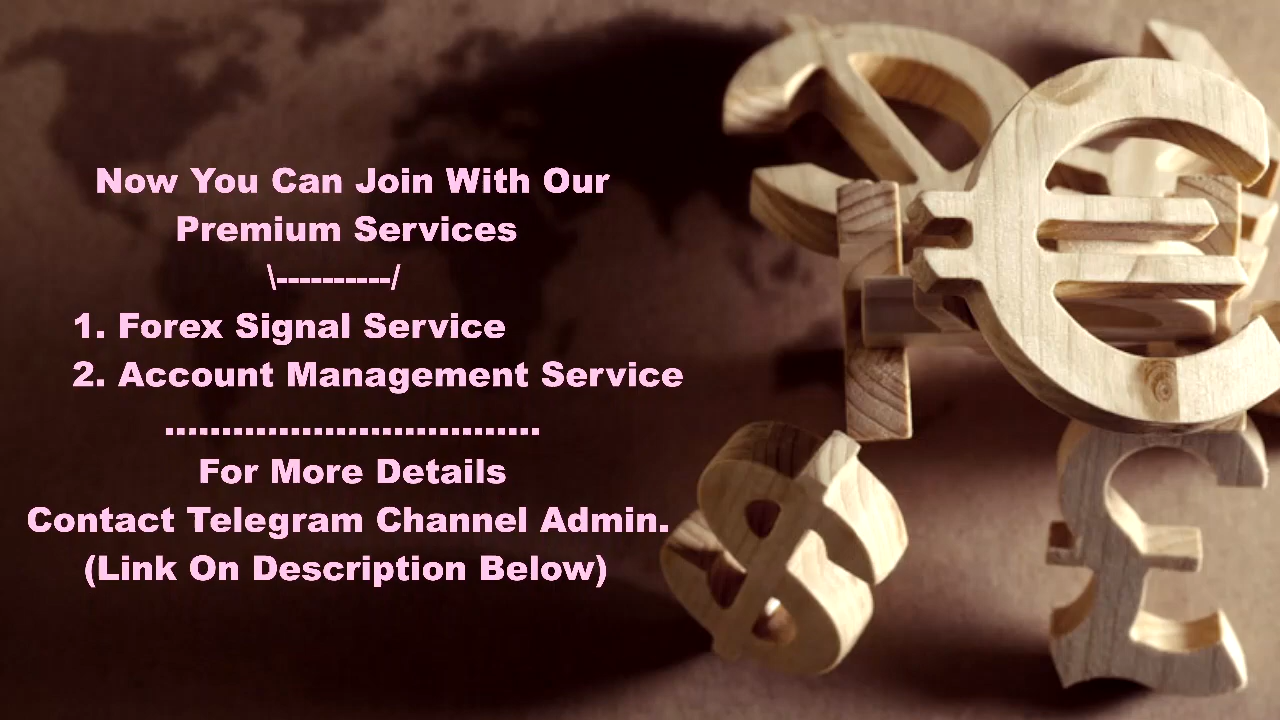 Now You Can Join With Our
Premium Services
\----------/
1. Forex Signal Service
2. Account Management Service
.................................
For More Details
Contact Telegram Channel Admin.
(Link On Description Below)